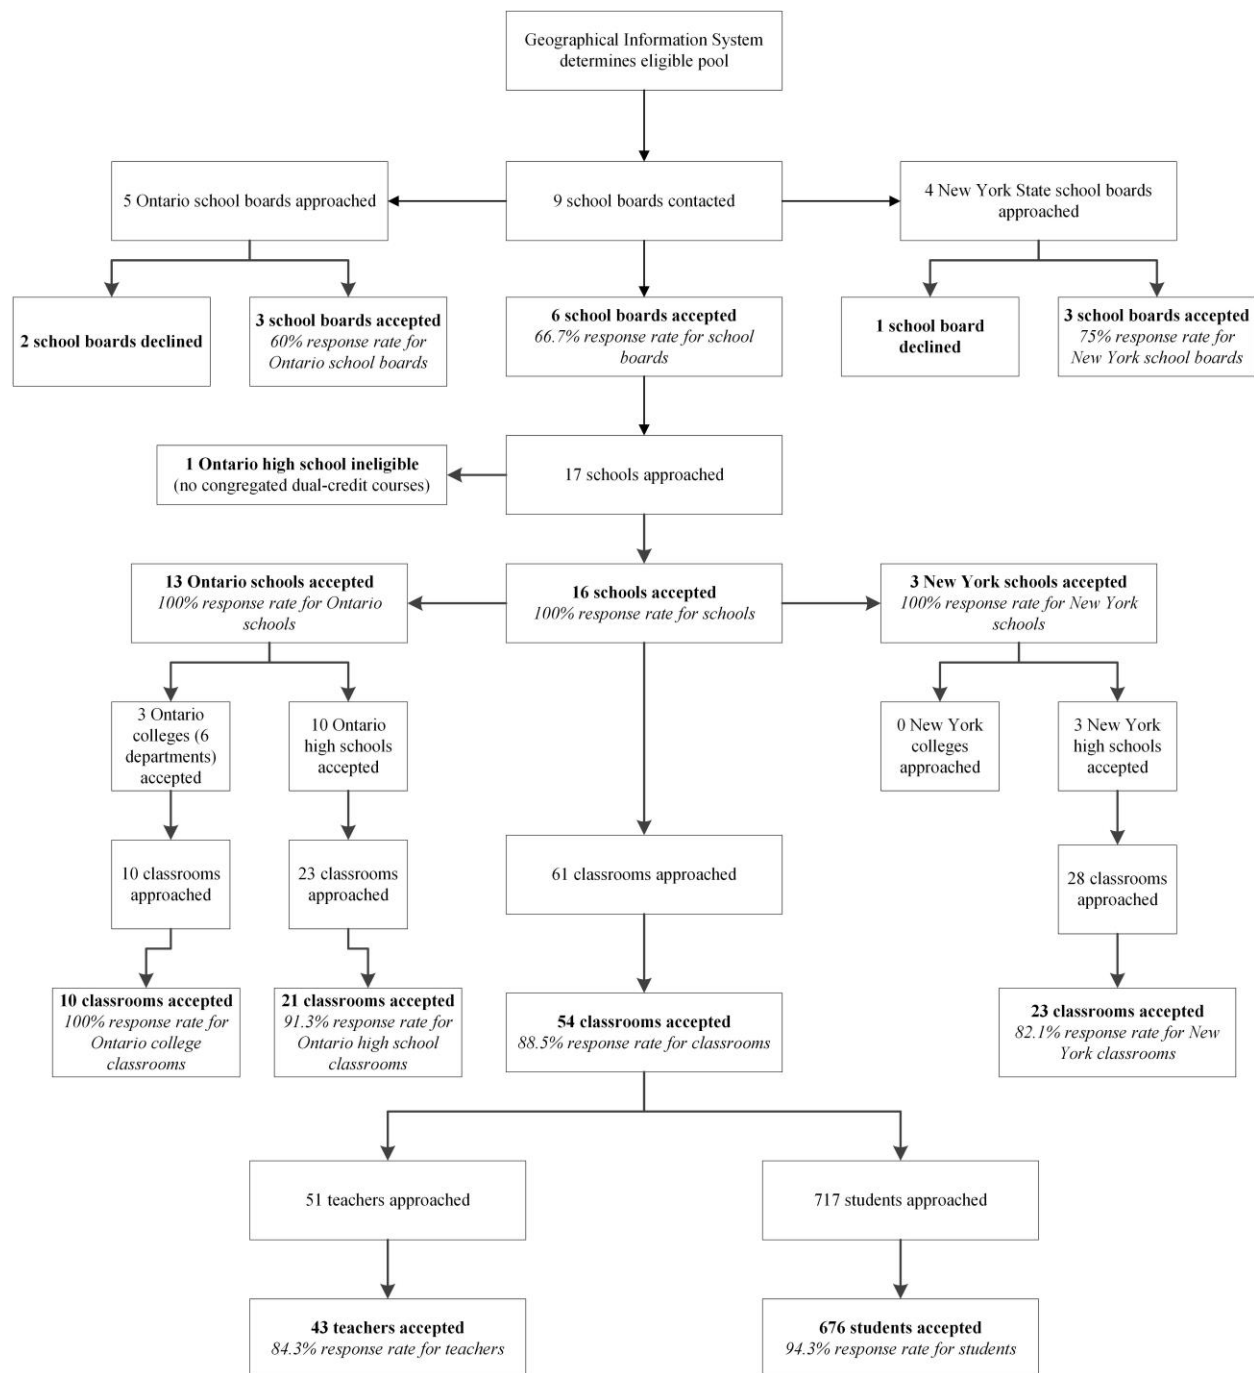 Geographical Information System
determines eligible pool
5 Ontario school boards approached
9 school boards contacted
4 New York State school boards
approached
2 school boards declined
3 school boards accepted
60% response rate for
Ontario school boards
6 school boards accepted
66.7% response rate for school
boards
1 school board
declined
3 school boards accepted
75% response rate for
New York school boards
1 Ontario high school ineligible
(no congregated dual-credit courses)
17 schools approached
13 Ontario schools accepted
100% response rate for Ontario
schools
16 schools accepted
100% response rate for schools
3 New York schools accepted
100% response rate for New York
schools
3 Ontario
colleges (6
departments)
accepted
10 Ontario
high schools
accepted
0 New York
colleges
approached
3 New York
high schools
accepted
10 classrooms
approached
23 classrooms
approached
61 classrooms approached
28 classrooms
approached
10 classrooms accepted
100% response rate for
Ontario college
classrooms
21 classrooms accepted
91.3% response rate for
Ontario high school
classrooms
54 classrooms accepted
88.5% response rate for classrooms
23 classrooms accepted
82.1% response rate for New
York classrooms
51 teachers approached
717 students approached
43 teachers accepted
84.3% response rate for teachers
676 students accepted
94.3% response rate for students